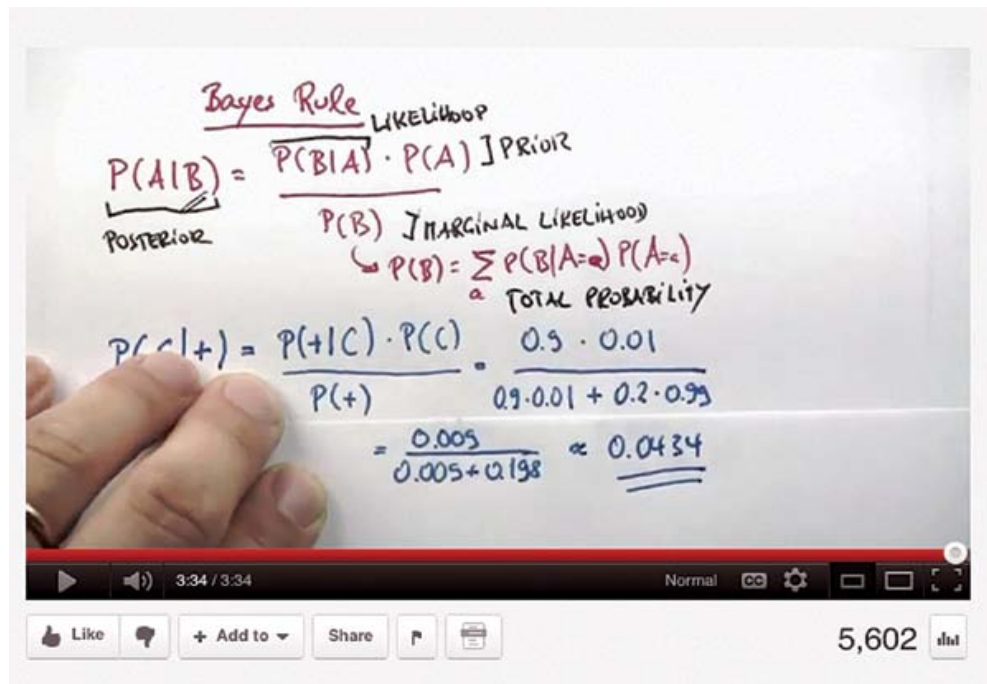 Bayes Rule
LIKELIHOOD
P(A|B) = P(B|A) · P(A) ] PRIOR
P(B) ] MARGINAL LIKELIHOOD
POSTERIOR
P(B) = Σ P(B|A=a) P(A=a)
a TOTAL PROBABILITY
P(C|+) = P(+|C) · P(C) = 0.9 · 0.01
P(+) 0.9·0.01 + 0.2·0.99
= 0.009 ≈ 0.0434
0.009+0.198
3:34 / 3:34 Normal CC
Like + Add to Share 5,602